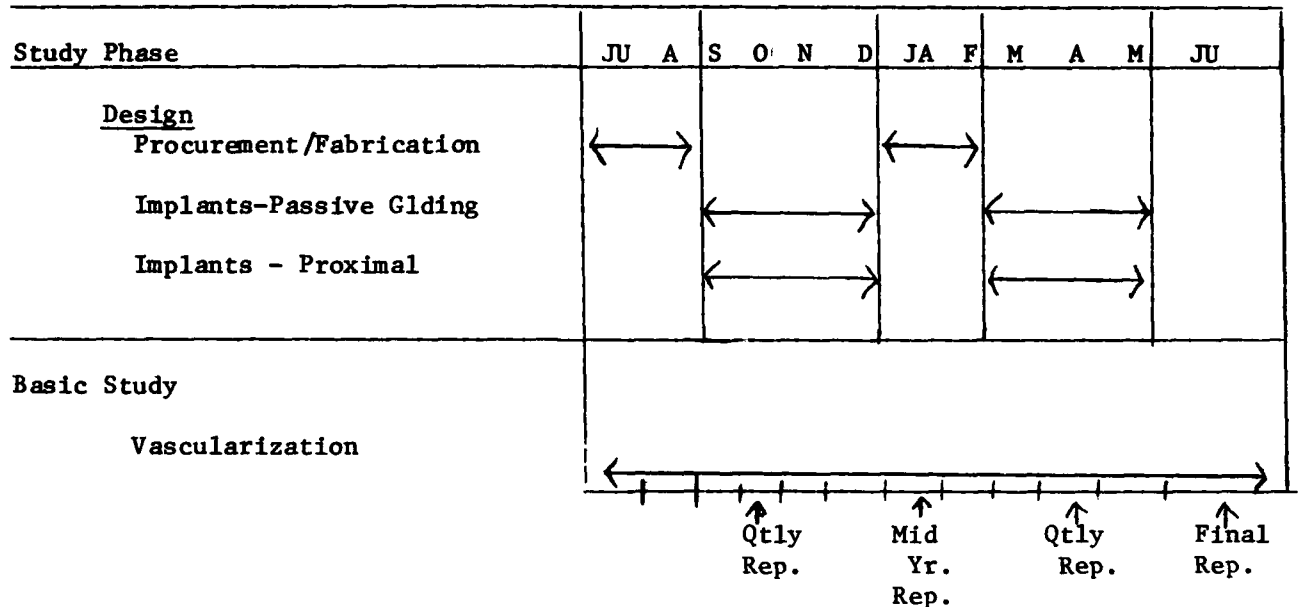 Study Phase JU A S O N D JA F M A M JU
Design
Procurement/Fabrication
Implants-Passive Glding
Implants - Proximal
Basic Study
Vascularization
Qtly Mid Qtly Final
Rep. Yr. Rep. Rep.
Rep.